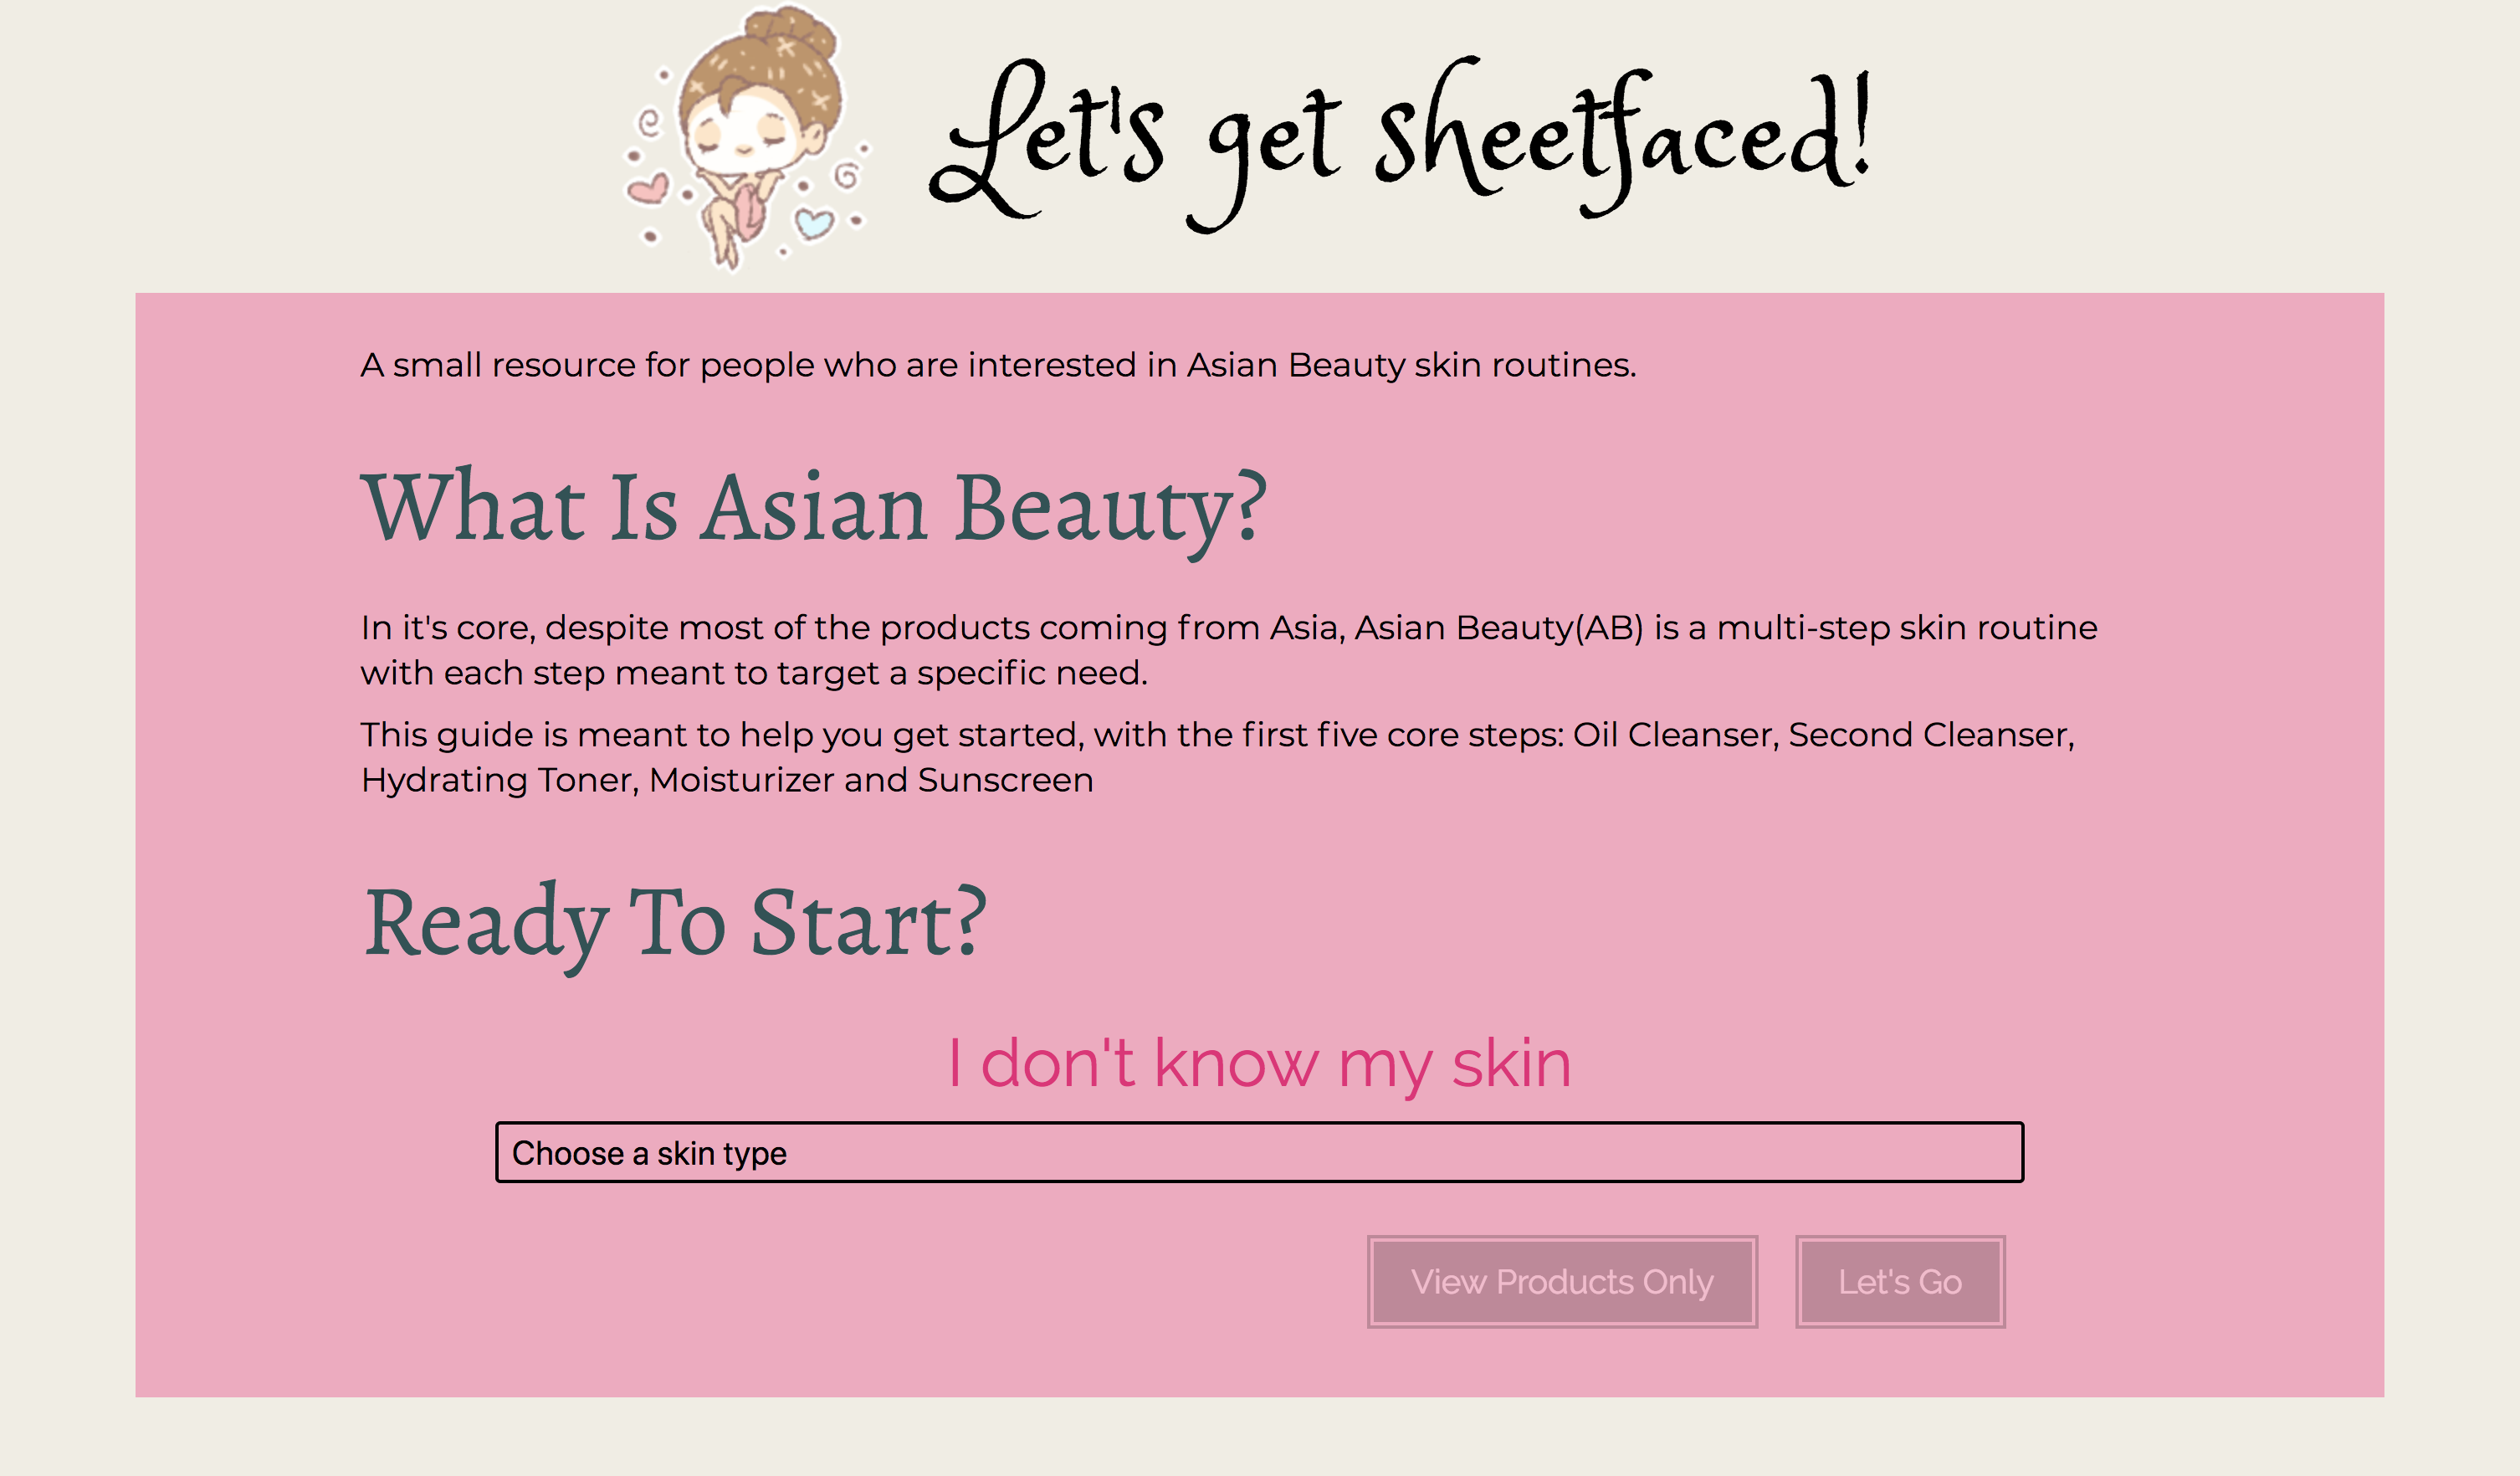 Let's get sheetfaced!
A small resource for people who are interested in Asian Beauty skin routines.
What Is Asian Beauty?
In it's core, despite most of the products coming from Asia, Asian Beauty(AB) is a multi-step skin routine
with each step meant to target a specific need.
This guide is meant to help you get started, with the first five core steps: Oil Cleanser, Second Cleanser,
Hydrating Toner, Moisturizer and Sunscreen
Ready To Start?
I don't know my skin
Choose a skin type
View Products Only
Let's Go